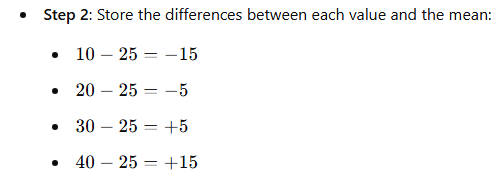 • Step 2: Store the differences between each value and the mean:
• 10 − 25 = −15
• 20 − 25 = −5
• 30 − 25 = +5
• 40 − 25 = +15